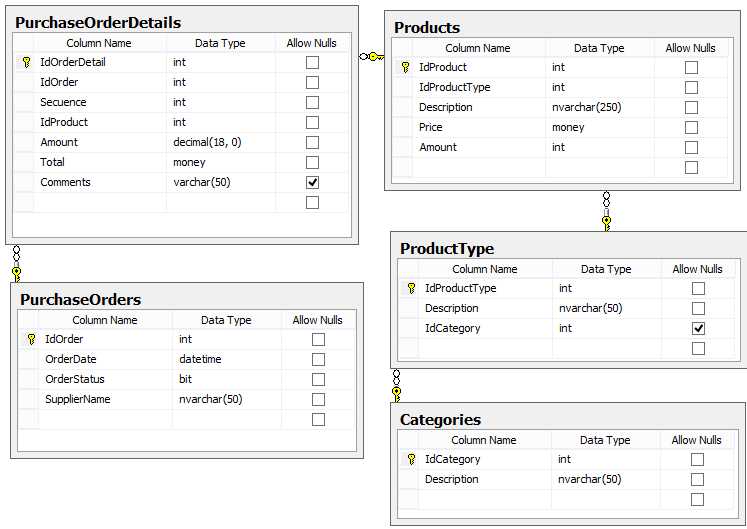 PurchaseOrderDetails
Column Name Data Type Allow Nulls
IdOrderDetail int
IdOrder int
Secuence int
IdProduct int
Amount decimal(18, 0)
Total money
Comments varchar(50)
Products
Column Name Data Type Allow Nulls
IdProduct int
IdProductType int
Description nvarchar(250)
Price money
Amount int
ProductType
Column Name Data Type Allow Nulls
IdProductType int
Description nvarchar(50)
IdCategory int
PurchaseOrders
Column Name Data Type Allow Nulls
IdOrder int
OrderDate datetime
OrderStatus bit
SupplierName nvarchar(50)
Categories
Column Name Data Type Allow Nulls
IdCategory int
Description nvarchar(50)